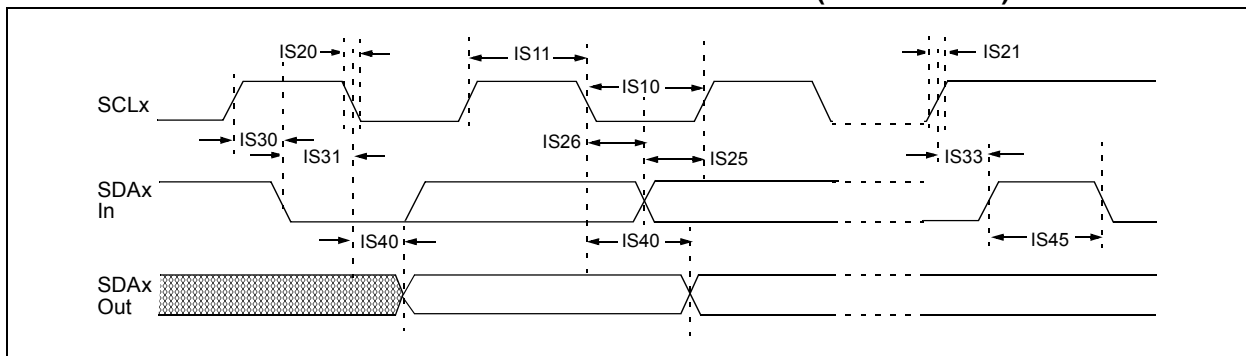 IS20
IS11
IS21
IS10
SCLx
IS30
IS26
IS31
IS25
IS33
SDAx
In
IS40
IS40
IS45
SDAx
Out